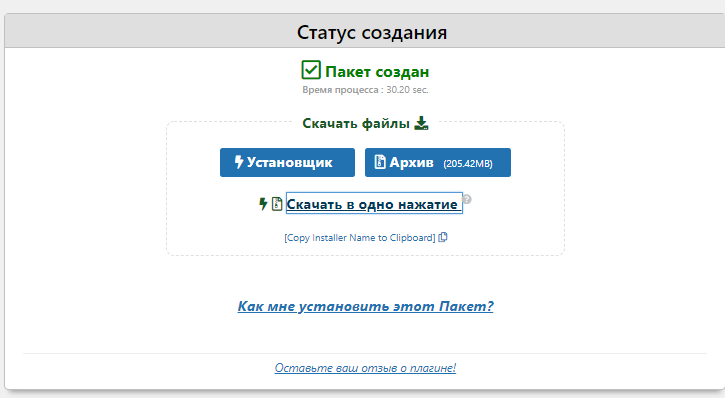 Статус создания
Пакет создан
Время процесса : 30.20 sec.
Скачать файлы
Установщик Архив (205.42MB)
Скачать в одно нажатие ?
[Copy Installer Name to Clipboard]
Как мне установить этот Пакет?
Оставьте ваш отзыв о плагине!